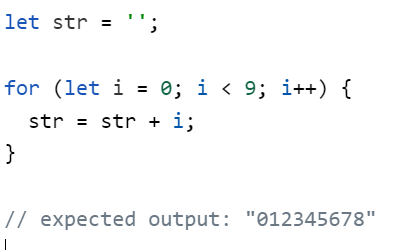 let str = '';
for (let i = 0; i < 9; i++) {
  str = str + i;
}
// expected output: "012345678"